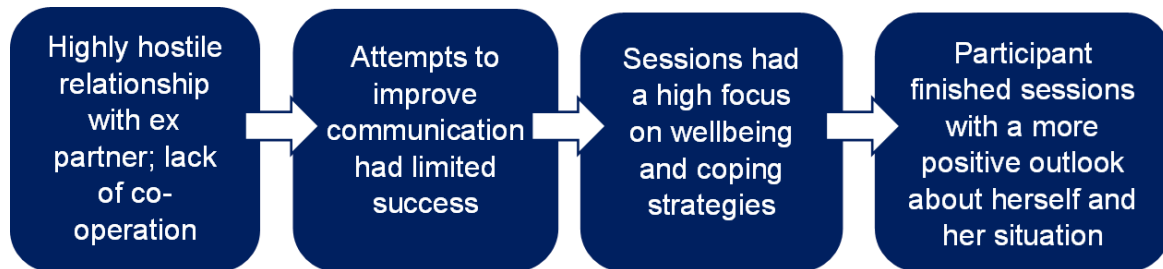 Highly hostile
relationship
with ex
partner; lack
of co-
operation
Attempts to
improve
communication
had limited
success
Sessions had
a high focus
on wellbeing
and coping
strategies
Participant
finished sessions
with a more
positive outlook
about herself and
her situation